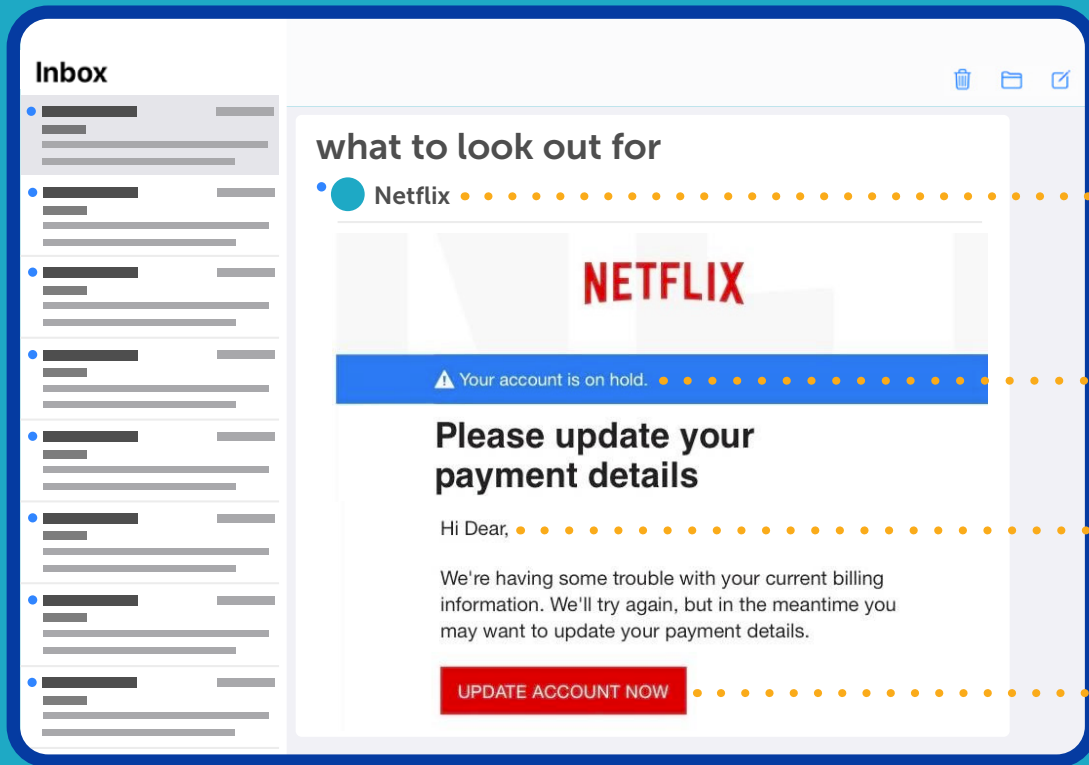 Inbox
what to look out for
Netflix
NETFLIX
Your account is on hold.
Please update your
payment details
Hi Dear,
We're having some trouble with your current billing
information. We'll try again, but in the meantime you
may want to update your payment details.
UPDATE ACCOUNT NOW